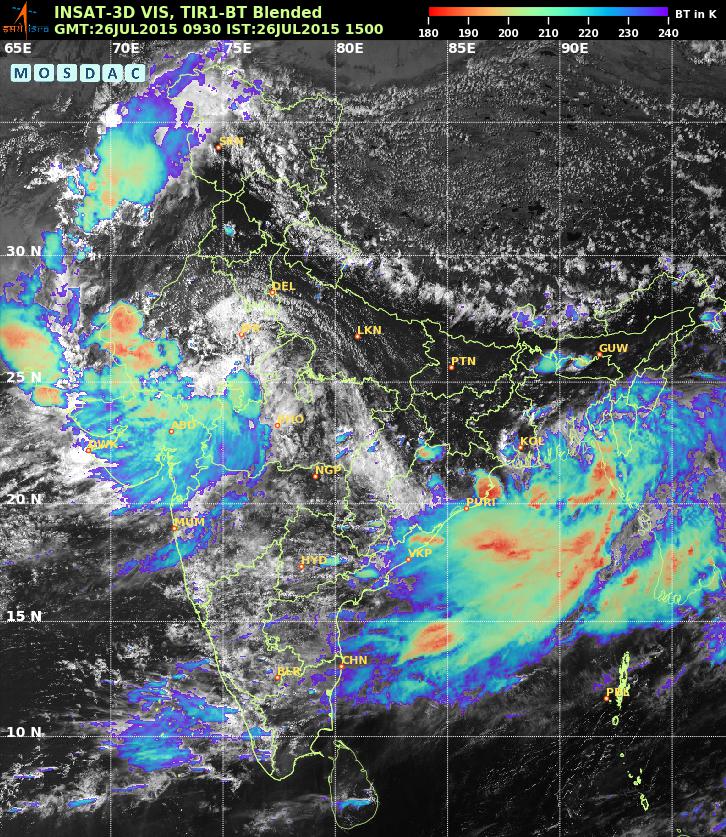 INSAT-3D VIS, TIR1-BT Blended
GMT:26JUL2015 0930 IST:26JUL2015 1500
BT in K
180 190 200 210 220 230 240
65E 70E 75E 80E 85E 90E
MOSDAC
SRN
30 N
DEL
LKN
GUW
PTN
25 N
BHO
ABD
DWK
KOL
NGP
20 N
PURI
MUM
VKP
HYD
15 N
CHN
BLR
PBL
10 N